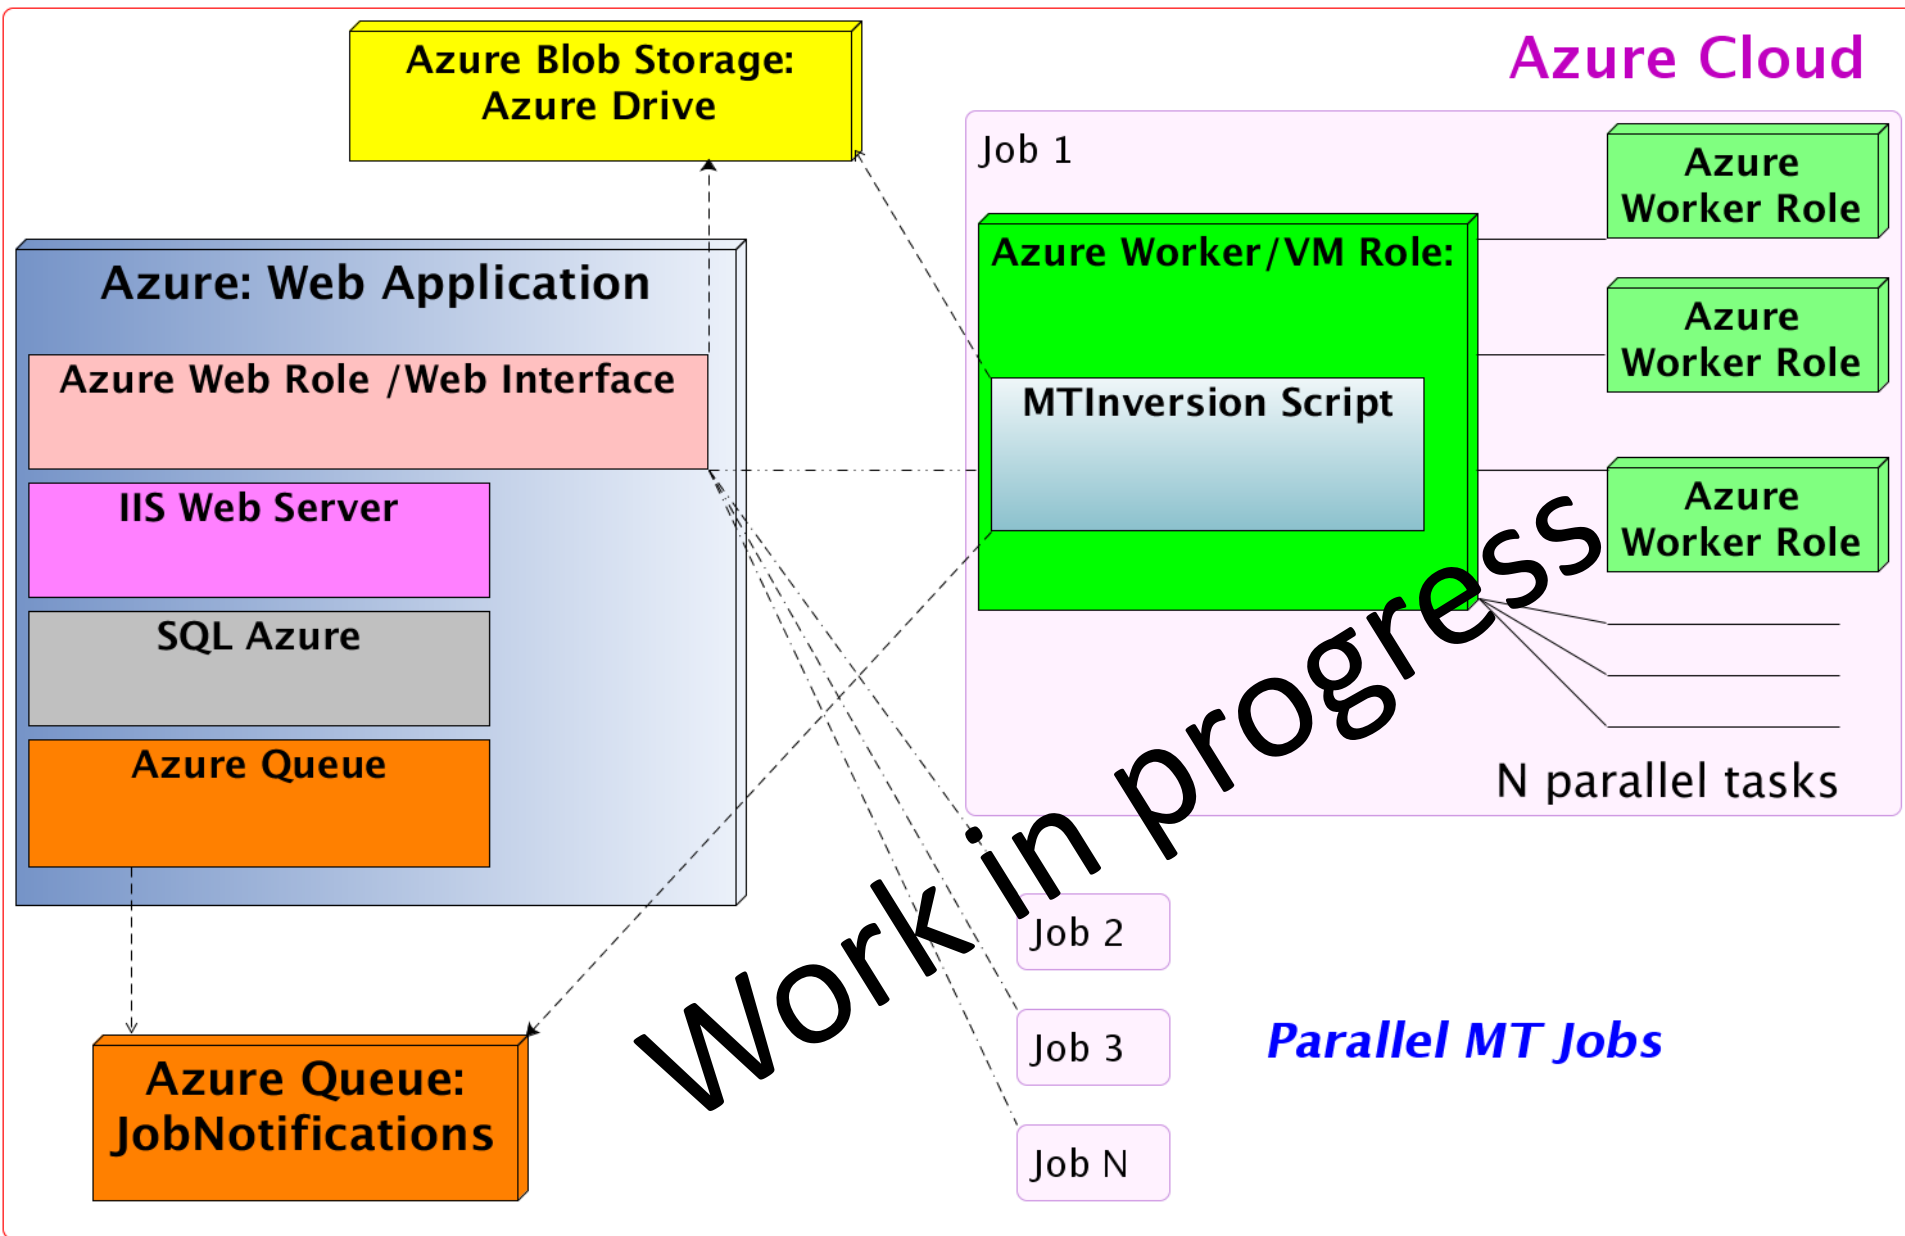 Azure Blob Storage:
Azure Drive
Azure Cloud
Job 1
Azure
Worker Role
Azure Worker/VM Role:
Azure: Web Application
Azure
Worker Role
Azure Web Role /Web Interface
MTInversion Script
IIS Web Server
Azure
Worker Role
SQL Azure
Azure Queue
N parallel tasks
Work in progress
Job 2
Job 3
Parallel MT Jobs
Azure Queue:
JobNotifications
Job N